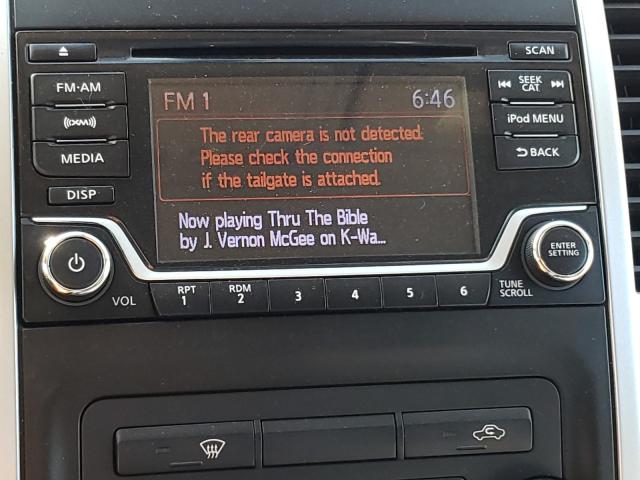 SCAN
FM·AM
SEEK
CAT
((XM))
iPod MENU
MEDIA
BACK
DISP
FM 1
6:46
The rear camera is not detected.
Please check the connection
if the tailgate is attached.
Now playing Thru The Bible
by J. Vernon McGee on K-Wa...
ENTER
SETTING
VOL
RPT
1
RDM
2
3
4
5
6
TUNE
SCROLL